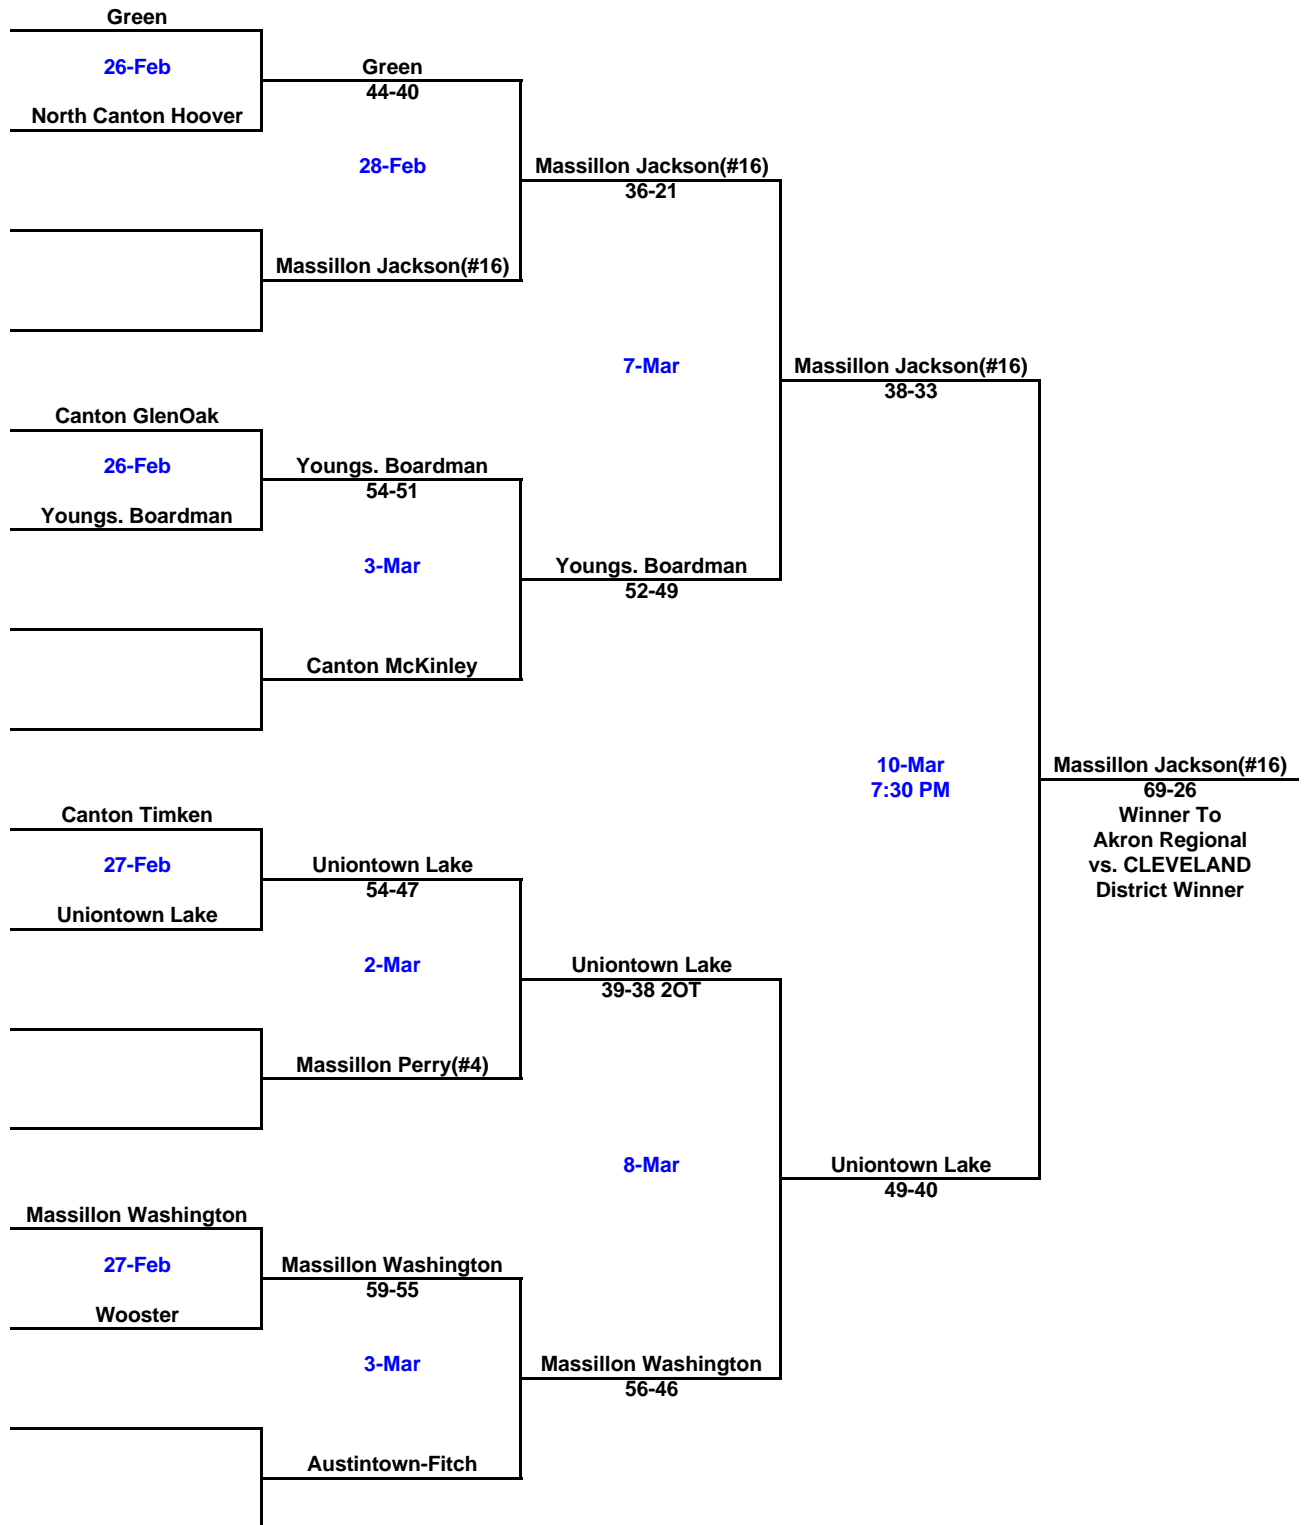 Green
26-Feb
Green
44-40
North Canton Hoover
28-Feb
Massillon Jackson(#16)
36-21
Massillon Jackson(#16)
7-Mar
Massillon Jackson(#16)
38-33
Canton GlenOak
26-Feb
Youngs. Boardman
54-51
Youngs. Boardman
3-Mar
Youngs. Boardman
52-49
Canton McKinley
10-Mar
7:30 PM
Massillon Jackson(#16)
69-26
Winner To
Akron Regional
vs. CLEVELAND
District Winner
Canton Timken
27-Feb
Uniontown Lake
54-47
Uniontown Lake
2-Mar
Uniontown Lake
39-38 2OT
Massillon Perry(#4)
8-Mar
Uniontown Lake
49-40
Massillon Washington
27-Feb
Massillon Washington
59-55
Wooster
3-Mar
Massillon Washington
56-46
Austintown-Fitch